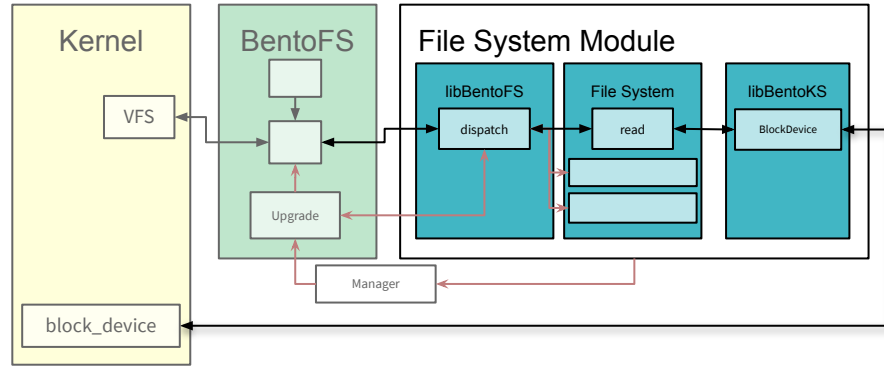 Kernel
BentoFS
File System Module
libBentoFS
File System
libBentoKS
VFS
dispatch
read
BlockDevice
Upgrade
Manager
block_device